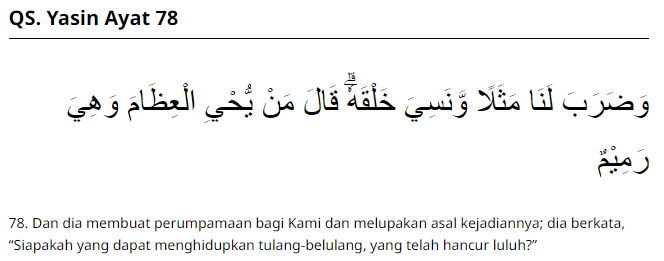 QS. Yasin Ayat 78
وَضَرَبَ لَنَا مَثَلًا وَّنَسِيَ خَلْقَهٗۗ قَالَ مَنْ يُّحْيِ الْعِظَامَ وَهِيَ
رَمِيْمٌ
78. Dan dia membuat perumpamaan bagi Kami dan melupakan asal kejadiannya; dia berkata,
“Siapakah yang dapat menghidupkan tulang-belulang, yang telah hancur luluh?”